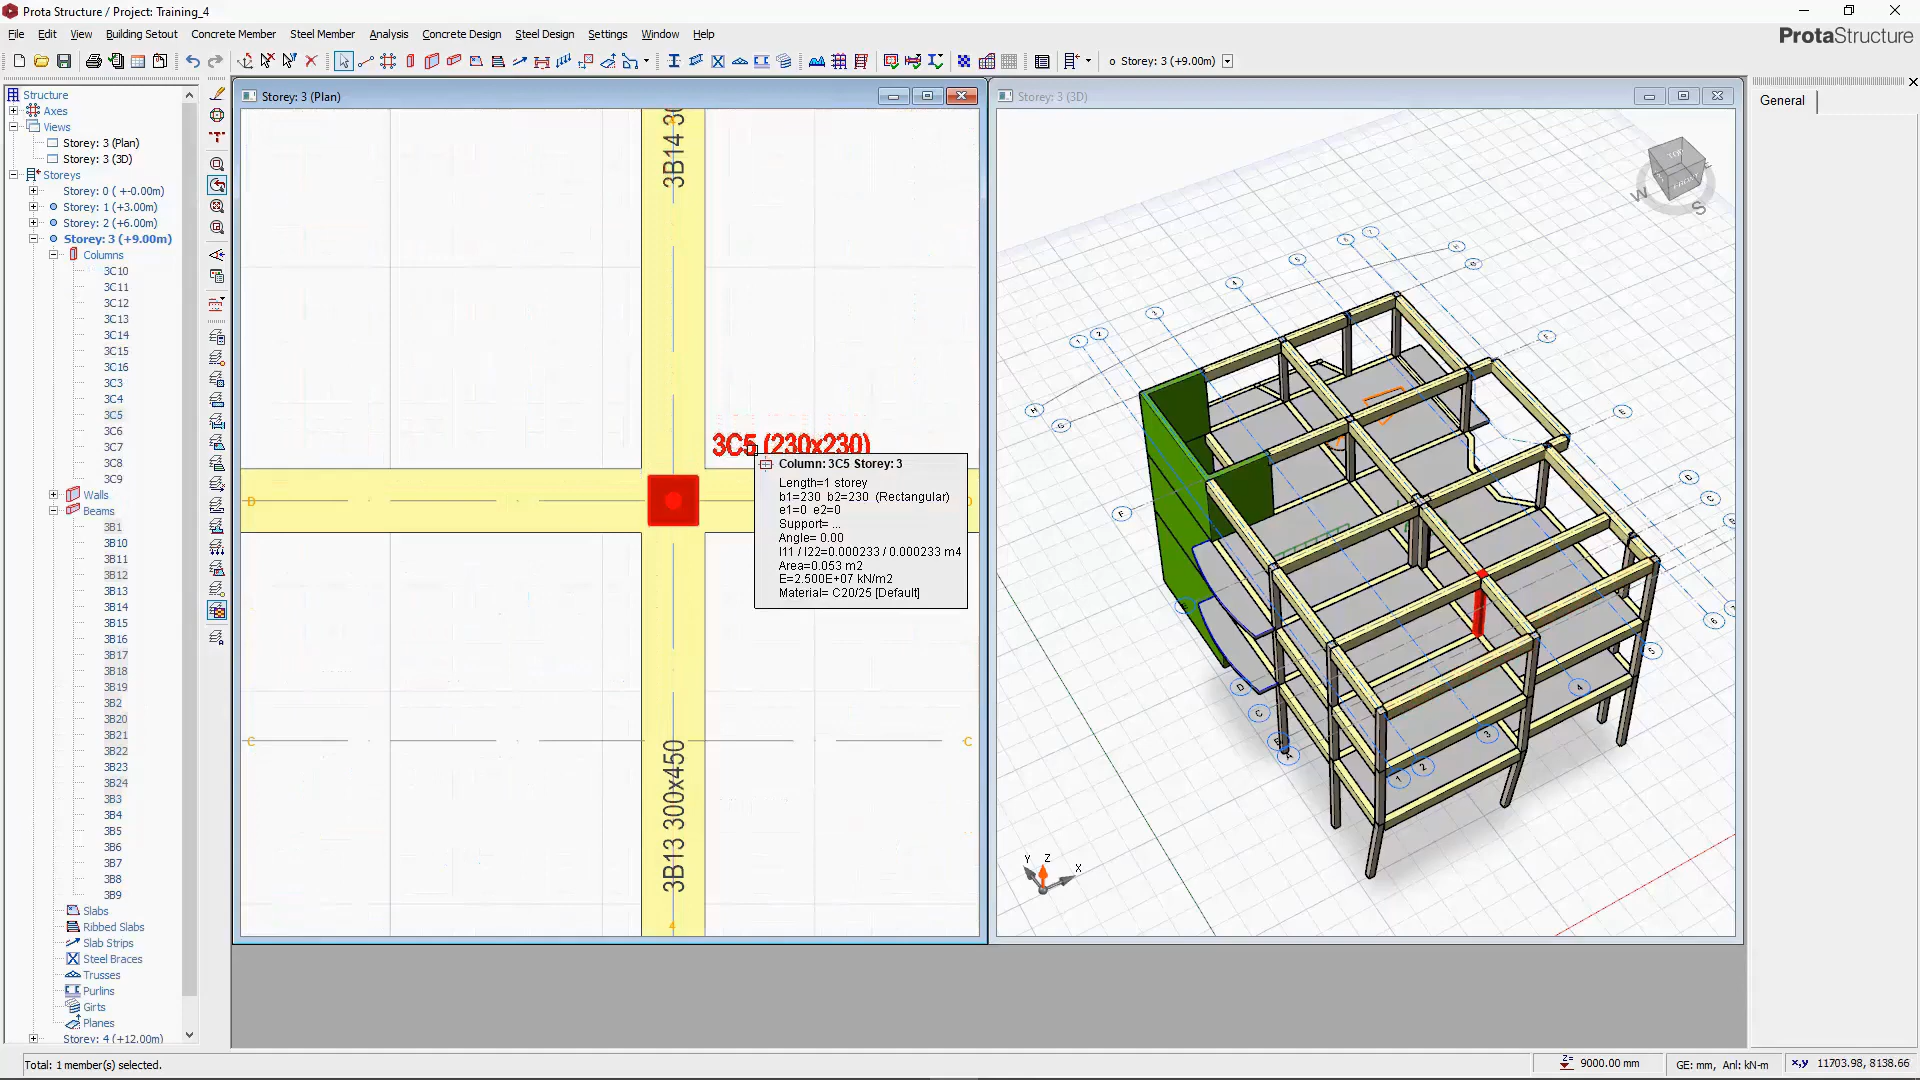 Prota Structure / Project: Training_4
File Edit View Building Setout Concrete Member Steel Member Analysis Concrete Design Steel Design Settings Window Help
ProtaStructure
Storey: 3 (+9.00m)
Structure
Axes
Views
Storey: 3 (Plan)
Storey: 3 (3D)
Storeys
Storey: 0 ( +-0.00m)
Storey: 1 (+3.00m)
Storey: 2 (+6.00m)
Storey: 3 (+9.00m)
Columns
3C10
3C11
3C12
3C13
3C14
3C15
3C16
3C3
3C4
3C5
3C6
3C7
3C8
3C9
Walls
Beams
3B1
3B10
3B11
3B12
3B13
3B14
3B15
3B16
3B17
3B18
3B19
3B2
3B20
3B21
3B22
3B23
3B24
3B3
3B4
3B5
3B6
3B7
3B8
3B9
Slabs
Ribbed Slabs
Slab Strips
Steel Braces
Trusses
Purlins
Girts
Planes
Storey: 4 (+12.00m)
Storey: 3 (Plan)
3B14 30
3C5 (230x230)
Column: 3C5 Storey: 3
Length=1 storey
b1=230 b2=230 (Rectangular)
e1=0 e2=0
Support= ...
Angle= 0.00
I11 / I22=0.000233 / 0.000233 m4
Area=0.053 m2
E=2.500E+07 kN/m2
Material= C20/25 [Default]
D
C
C
3B13 300x450
4
Storey: 3 (3D)
TOP
FRONT
W
S
Y Z X
General
Total: 1 member(s) selected.
Z= 9000.00 mm
GE: mm, Anl: kN-m
x,y 11703.98, 8138.66